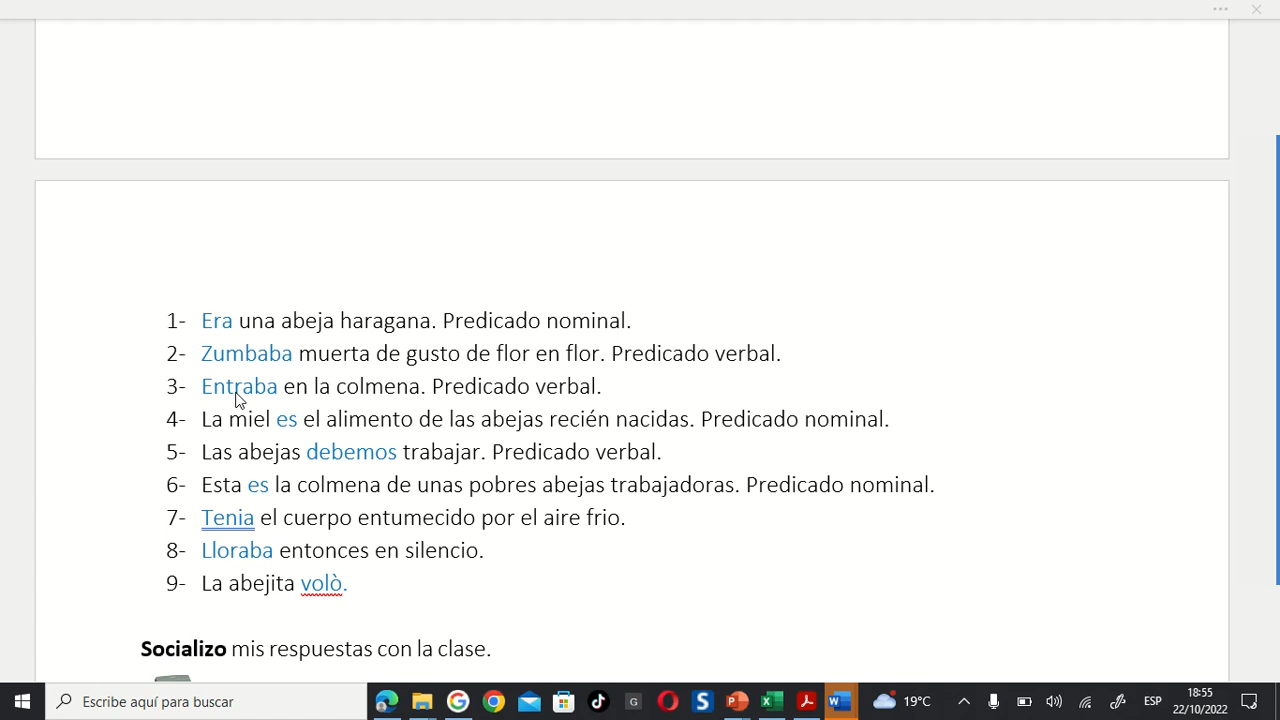 1- Era una abeja haragana. Predicado nominal.
2- Zumbaba muerta de gusto de flor en flor. Predicado verbal.
3- Entraba en la colmena. Predicado verbal.
4- La miel es el alimento de las abejas recién nacidas. Predicado nominal.
5- Las abejas debemos trabajar. Predicado verbal.
6- Esta es la colmena de unas pobres abejas trabajadoras. Predicado nominal.
7- Tenia el cuerpo entumecido por el aire frio.
8- Lloraba entonces en silencio.
9- La abejita volò.
Socializo mis respuestas con la clase.
Escribe aquí para buscar
G
S
19°C
ESP
18:55
22/10/2022